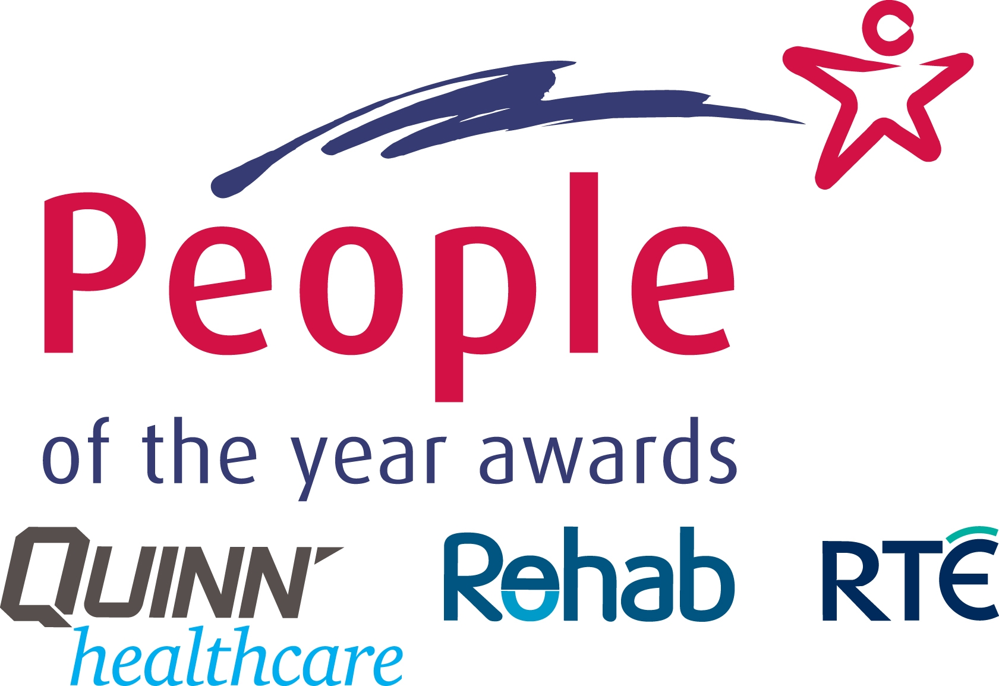 People
of the year awards
QUINN healthcare
Rehab
RTÉ